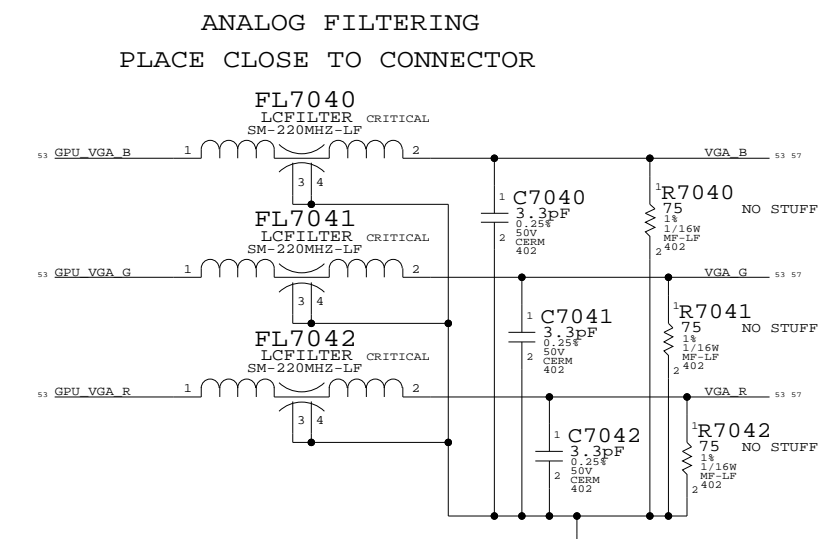 ANALOG FILTERING
PLACE CLOSE TO CONNECTOR
FL7040
LCFILTER CRITICAL
SM-220MHZ-LF
53 GPU_VGA_B 1 2 VGA_B 53 57
3 4
1 C7040
3.3pF
0.25%
50V
2 CERM
402
1 R7040
75 NO STUFF
1%
1/16W
MF-LF
2 402
FL7041
LCFILTER CRITICAL
SM-220MHZ-LF
53 GPU_VGA_G 1 2 VGA_G 53 57
3 4
1 C7041
3.3pF
0.25%
50V
2 CERM
402
1 R7041
75 NO STUFF
1%
1/16W
MF-LF
2 402
FL7042
LCFILTER CRITICAL
SM-220MHZ-LF
53 GPU_VGA_R 1 2 VGA_R 53 57
3 4
1 C7042
3.3pF
0.25%
50V
2 CERM
402
1 R7042
75 NO STUFF
1%
1/16W
MF-LF
2 402